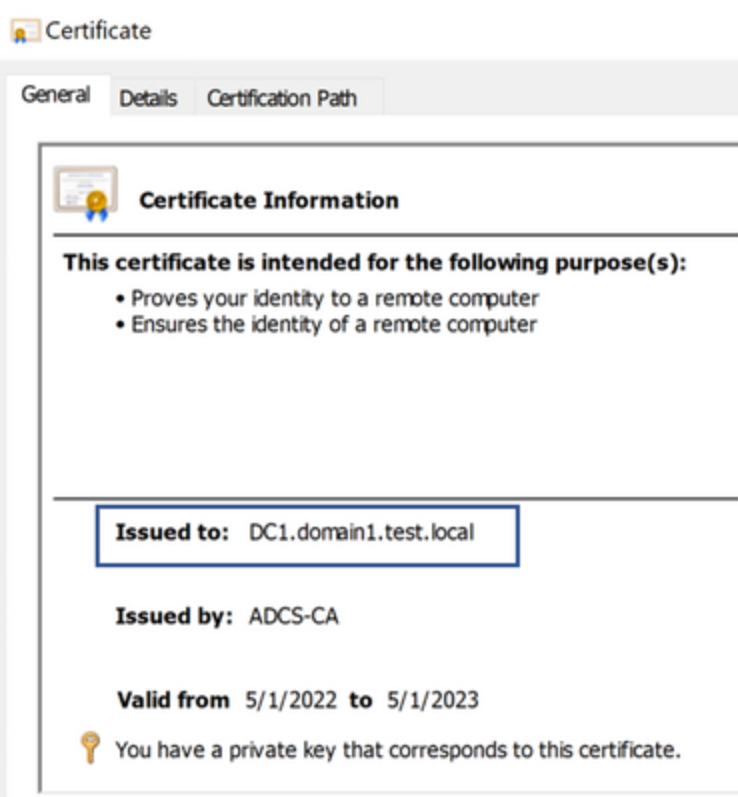 Certificate
General Details Certification Path
Certificate Information
This certificate is intended for the following purpose(s):
• Proves your identity to a remote computer
• Ensures the identity of a remote computer
Issued to: DC1.domain1.test.local
Issued by: ADCS-CA
Valid from 5/1/2022 to 5/1/2023
You have a private key that corresponds to this certificate.